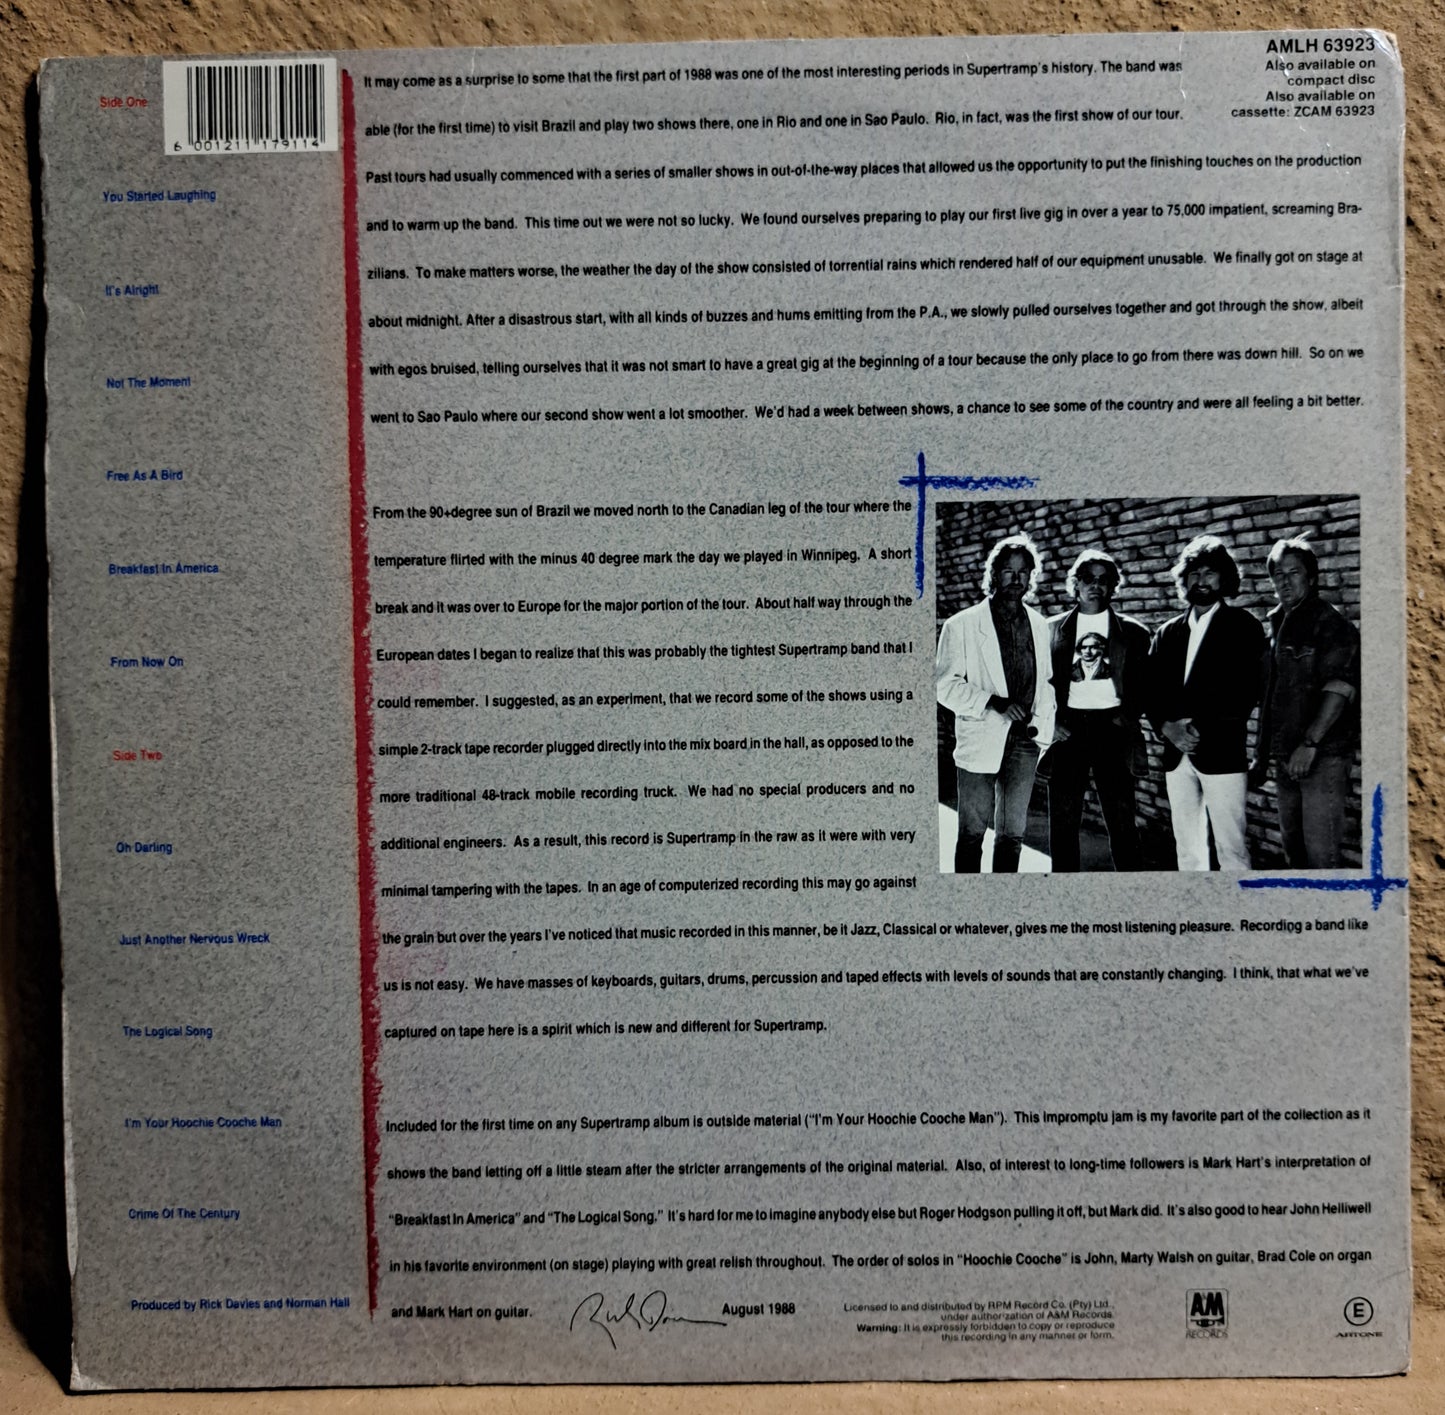 Side One
6 001211 179114
You Started Laughing
It's Alright
Not The Moment
Free As A Bird
Breakfast In America
From Now On
Side Two
Oh Darling
Just Another Nervous Wreck
The Logical Song
I'm Your Hoochie Cooche Man
Crime Of The Century
Produced by Rick Davies and Norman Hall
AMLH 63923
Also available on
compact disc
Also available on
cassette: ZCAM 63923
It may come as a surprise to some that the first part of 1988 was one of the most interesting periods in Supertramp's history. The band was
able (for the first time) to visit Brazil and play two shows there, one in Rio and one in Sao Paulo. Rio, in fact, was the first show of our tour.
Past tours had usually commenced with a series of smaller shows in out-of-the-way places that allowed us the opportunity to put the finishing touches on the production
and to warm up the band. This time out we were not so lucky. We found ourselves preparing to play our first live gig in over a year to 75,000 impatient, screaming Bra-
zilians. To make matters worse, the weather the day of the show consisted of torrential rains which rendered half of our equipment unusable. We finally got on stage at
about midnight. After a disastrous start, with all kinds of buzzes and hums emitting from the P.A., we slowly pulled ourselves together and got through the show, albeit
with egos bruised, telling ourselves that it was not smart to have a great gig at the beginning of a tour because the only place to go from there was down hill. So on we
went to Sao Paulo where our second show went a lot smoother. We'd had a week between shows, a chance to see some of the country and were all feeling a bit better.
From the 90+degree sun of Brazil we moved north to the Canadian leg of the tour where the
temperature flirted with the minus 40 degree mark the day we played in Winnipeg. A short
break and it was over to Europe for the major portion of the tour. About half way through the
European dates I began to realize that this was probably the tightest Supertramp band that I
could remember. I suggested, as an experiment, that we record some of the shows using a
simple 2-track tape recorder plugged directly into the mix board in the hall, as opposed to the
more traditional 48-track mobile recording truck. We had no special producers and no
additional engineers. As a result, this record is Supertramp in the raw as it were with very
minimal tampering with the tapes. In an age of computerized recording this may go against
the grain but over the years I've noticed that music recorded in this manner, be it Jazz, Classical or whatever, gives me the most listening pleasure. Recording a band like
us is not easy. We have masses of keyboards, guitars, drums, percussion and taped effects with levels of sounds that are constantly changing. I think, that what we've
captured on tape here is a spirit which is new and different for Supertramp.
Included for the first time on any Supertramp album is outside material ("I'm Your Hoochie Cooche Man"). This impromptu jam is my favorite part of the collection as it
shows the band letting off a little steam after the stricter arrangements of the original material. Also, of interest to long-time followers is Mark Hart's interpretation of
"Breakfast In America" and "The Logical Song." It's hard for me to imagine anybody else but Roger Hodgson pulling it off, but Mark did. It's also good to hear John Helliwell
in his favorite environment (on stage) playing with great relish throughout. The order of solos in "Hoochie Cooche" is John, Marty Walsh on guitar, Brad Cole on organ
and Mark Hart on guitar.
Rick Davies
August 1988
Licensed to and distributed by RPM Record Co. (Pty) Ltd.,
under authorization of A&M Records.
Warning: It is expressly forbidden to copy or reproduce
this recording in any manner or form.
AM
RECORDS
E
ARTONE